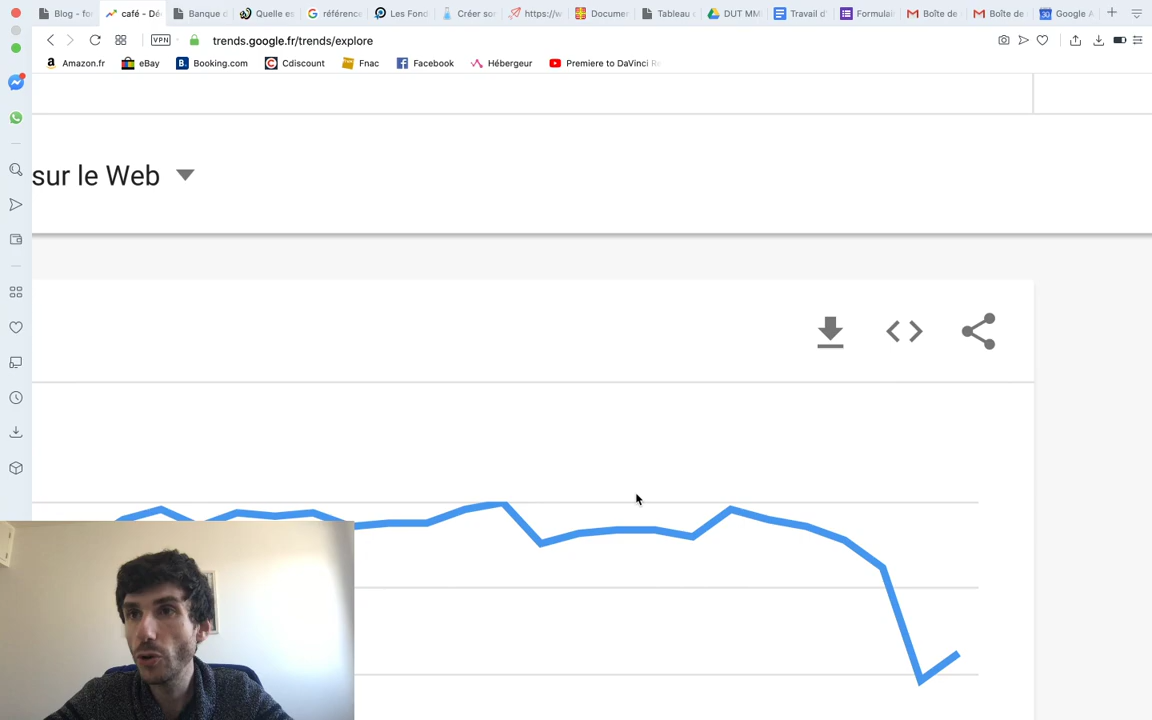 Blog - fo
café - Dé
Banque d
Quelle es
référence
Les Fond
Créer so
https://w
Documen
Tableau
DUT MM
Travail d'
Formulai
Boîte de
Boîte de
Google A
VPN
trends.google.fr/trends/explore
Amazon.fr
eBay
Booking.com
Cdiscount
Fnac
Facebook
Hébergeur
Premiere to DaVinci Re
sur le Web